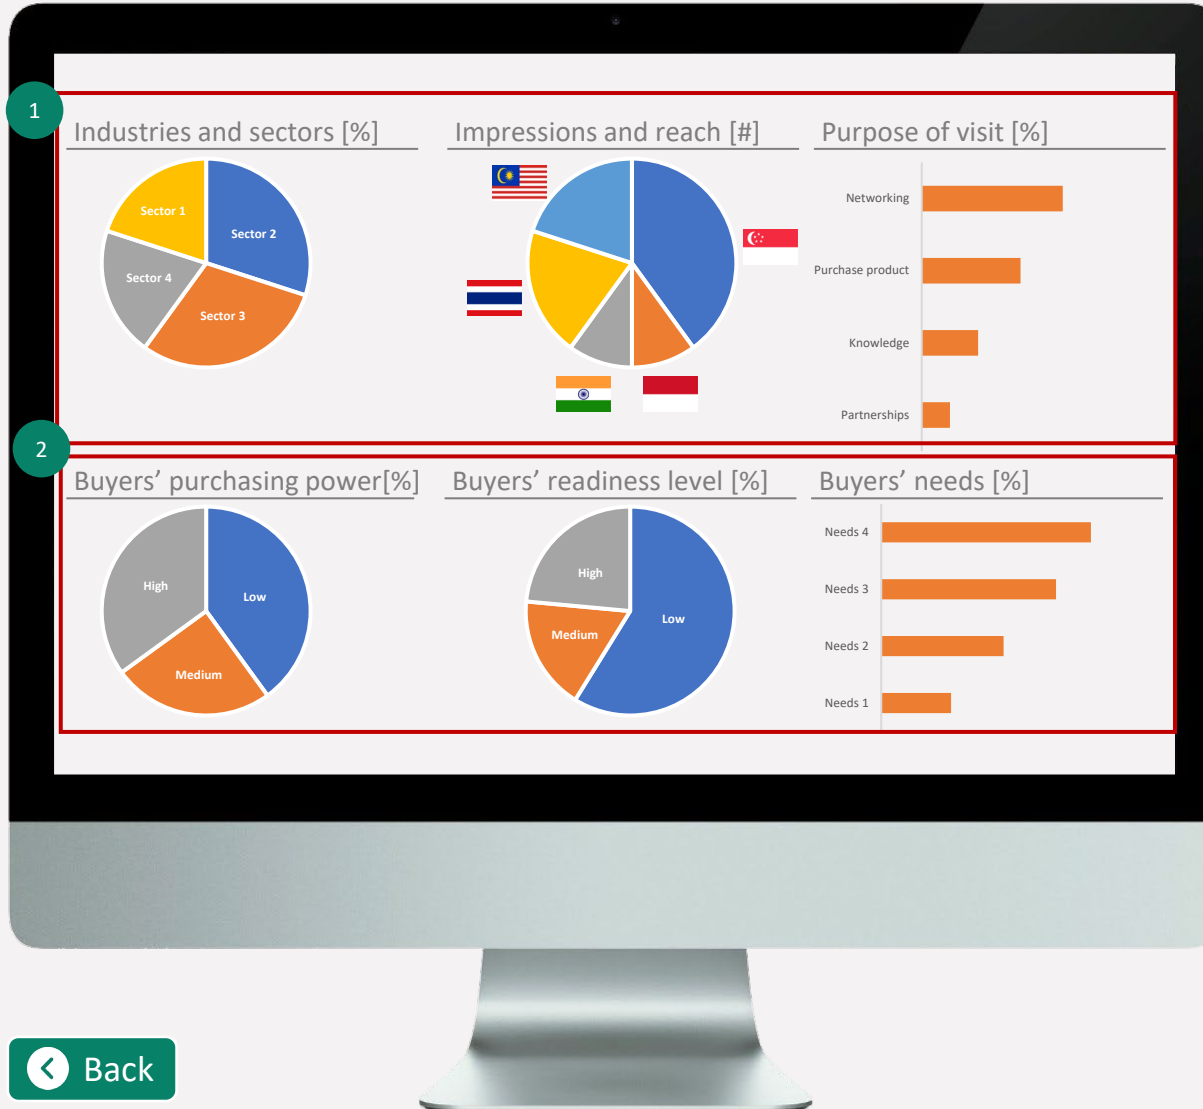 1
Industries and sectors [%]
Impressions and reach [#]
Purpose of visit [%]
Sector 1
Sector 2
Sector 4
Sector 3
Networking
Purchase product
Knowledge
Partnerships
2
Buyers’ purchasing power[%]
Buyers’ readiness level [%]
Buyers’ needs [%]
High
Low
Medium
High
Low
Medium
Needs 4
Needs 3
Needs 2
Needs 1
Back